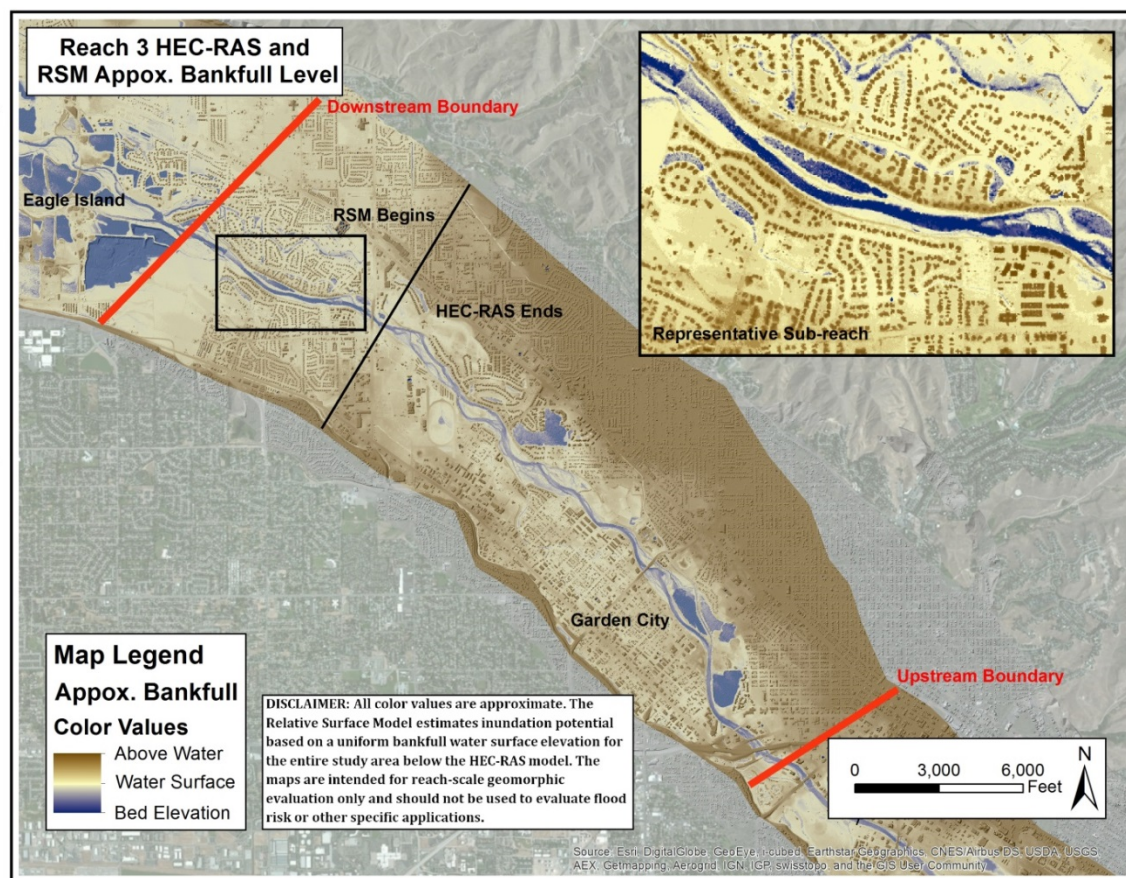 Reach 3 HEC-RAS and
RSM Appox. Bankfull Level
Downstream Boundary
Eagle Island
RSM Begins
HEC-RAS Ends
Representative Sub-reach
Garden City
Upstream Boundary
Map Legend
Appox. Bankfull
Color Values
Above Water
Water Surface
Bed Elevation
DISCLAIMER: All color values are approximate. The
Relative Surface Model estimates inundation potential
based on a uniform bankfull water surface elevation for
the entire study area below the HEC-RAS model. The
maps are intended for reach-scale geomorphic
evaluation only and should not be used to evaluate flood
risk or other specific applications.
N
0 3,000 6,000
Feet
Source: Esri, DigitalGlobe, GeoEye, i-cubed, Earthstar Geographics, CNES/Airbus DS, USDA, USGS,
AEX, Getmapping, Aerogrid, IGN, IGP, swisstopo, and the GIS User Community